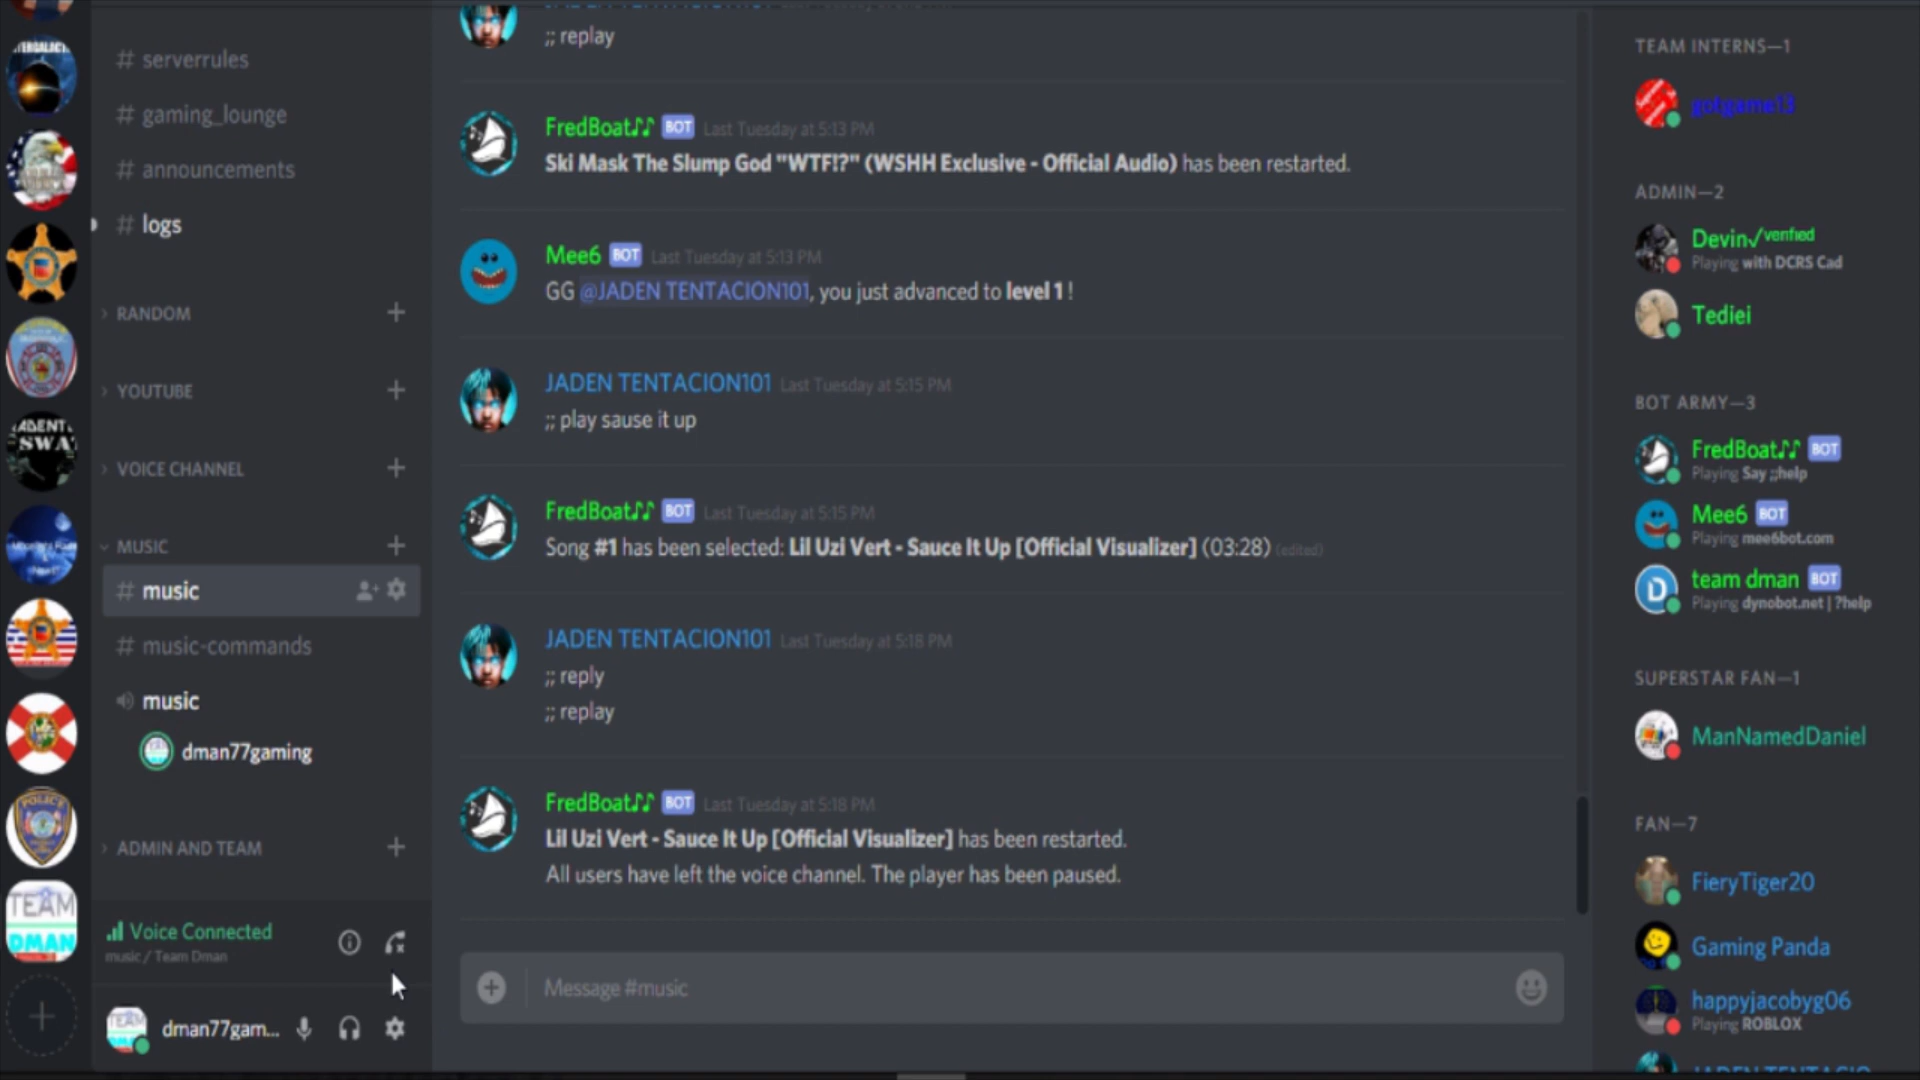 # serverrules
# gaming_lounge
# announcements
# logs
RANDOM
YOUTUBE
VOICE CHANNEL
MUSIC
# music
# music-commands
music
dman77gaming
ADMIN AND TEAM
Voice Connected
music / Team Dman
dman77gam...
AGENT
SWAT
POLICE
TEAM
DMAN
;; replay
FredBoat♪♪ BOT Last Tuesday at 5:13 PM
Ski Mask The Slump God "WTF!?" (WSHH Exclusive - Official Audio) has been restarted.
Mee6 BOT Last Tuesday at 5:13 PM
GG @JADEN TENTACION101, you just advanced to level 1 !
JADEN TENTACION101 Last Tuesday at 5:15 PM
;; play sause it up
FredBoat♪♪ BOT Last Tuesday at 5:15 PM
Song #1 has been selected: Lil Uzi Vert - Sauce It Up [Official Visualizer] (03:28) (edited)
JADEN TENTACION101 Last Tuesday at 5:18 PM
;; reply
;; replay
FredBoat♪♪ BOT Last Tuesday at 5:18 PM
Lil Uzi Vert - Sauce It Up [Official Visualizer] has been restarted.
All users have left the voice channel. The player has been paused.
Message #music
TEAM INTERNS—1
gotgame13
ADMIN—2
Devin✓verified
Playing with DCRS Cad
Tediei
BOT ARMY—3
FredBoat♪♪ BOT
Playing Say ;;help
Mee6 BOT
Playing mee6bot.com
team dman BOT
Playing dynobot.net | ?help
SUPERSTAR FAN—1
ManNamedDaniel
FAN—7
FieryTiger20
Gaming Panda
happyjacobyg06
Playing ROBLOX